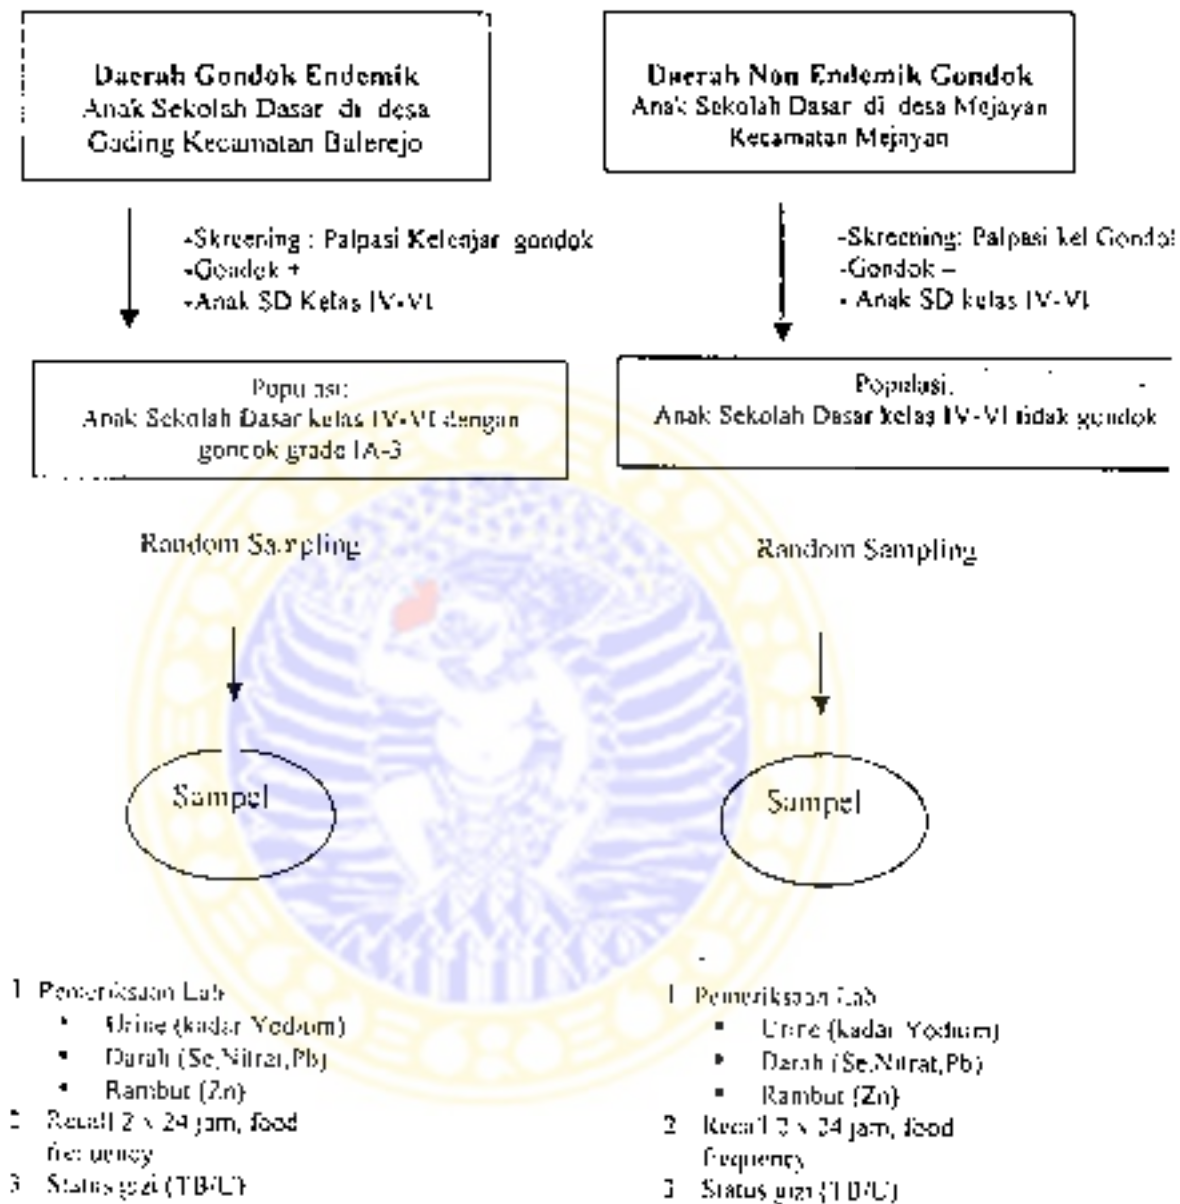 Daerah Gondok Endemik
Anak Sekolah Dasar di desa
Gading Kecamatan Balerejo
-Skreening : Palpasi Kelenjar gondok
-Gondok +
-Anak SD Kelas IV-VI
Populasi:
Anak Sekolah Dasar kelas IV-VI dengan
gondok grade IA-3
Random Sampling
Sampel
1 Pemeriksaan Lab
• Urine (kadar Yodium)
• Darah (Se,Nitrat,Pb)
• Rambut (Zn)
2 Recall 2 x 24 jam, food
frequency
3 Status gizi (TB/U)
Daerah Non Endemik Gondok
Anak Sekolah Dasar di desa Mejayan
Kecamatan Mejayan
-Skreening: Palpasi kel Gondok
-Gondok –
- Anak SD kelas IV-VI
Populasi.
Anak Sekolah Dasar kelas IV-VI tidak gondok
Random Sampling
Sampel
1 Pemeriksaan Lab
▪ Urine (kadar Yodium)
▪ Darah (Se,Nitrat,Pb)
▪ Rambut (Zn)
2 Recall 2 x 24 jam, food
frequency
3 Status gizi (TB/U)